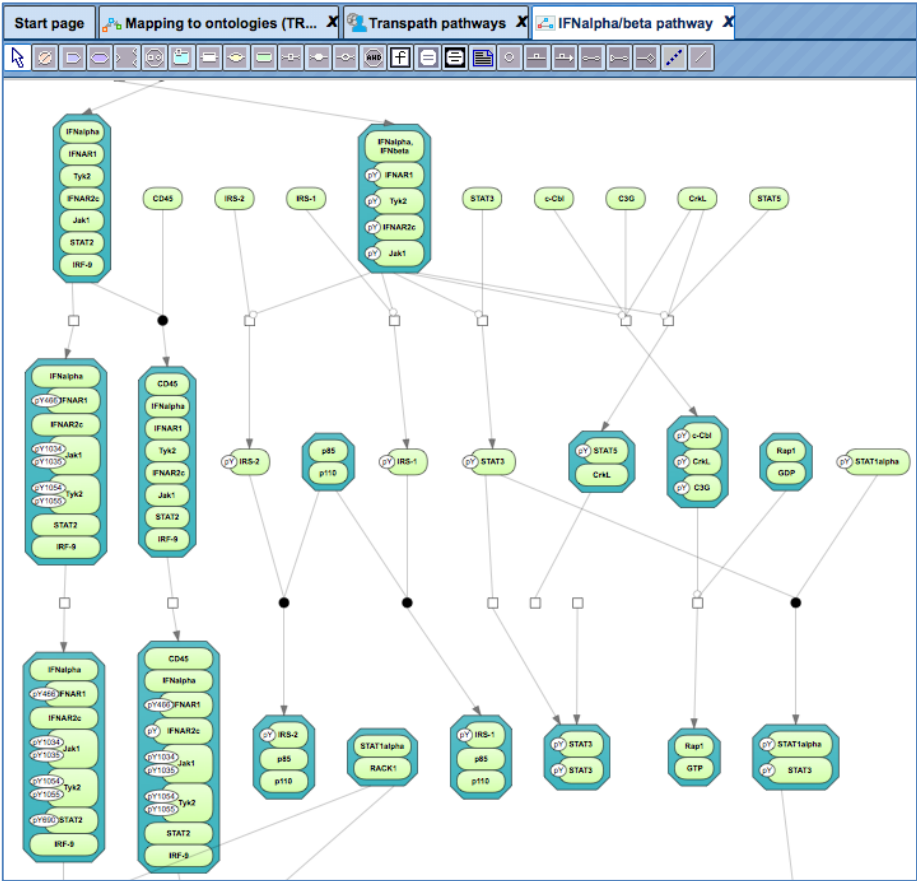 Start page
Mapping to ontologies (TR... X
Transpath pathways X
IFNalpha/beta pathway X
AND
f
IFNalpha
IFNAR1
Tyk2
IFNAR2c
Jak1
STAT2
IRF-9
CD45
IRS-2
IRS-1
IFNalpha,
IFNbeta
pY IFNAR1
pY Tyk2
pY IFNAR2c
pY Jak1
STAT3
c-Cbl
C3G
CrkL
STAT5
IFNalpha
pY466 IFNAR1
IFNAR2c
pY1034
pY1035
Jak1
pY1054
pY1055
Tyk2
STAT2
IRF-9
CD45
IFNalpha
IFNAR1
Tyk2
IFNAR2c
Jak1
STAT2
IRF-9
pY IRS-2
p85
p110
pY IRS-1
pY STAT3
pY STAT5
CrkL
pY c-Cbl
pY CrkL
pY C3G
Rap1
GDP
pY STAT1alpha
IFNalpha
pY466 IFNAR1
IFNAR2c
pY1034
pY1035
Jak1
pY1054
pY1055
Tyk2
pY690 STAT2
IRF-9
CD45
IFNalpha
pY466 IFNAR1
pY IFNAR2c
pY1034
pY1035
Jak1
pY1054
pY1055
Tyk2
STAT2
IRF-9
pY IRS-2
p85
p110
STAT1alpha
RACK1
pY IRS-1
p85
p110
pY STAT3
pY STAT3
Rap1
GTP
pY STAT1alpha
pY STAT3